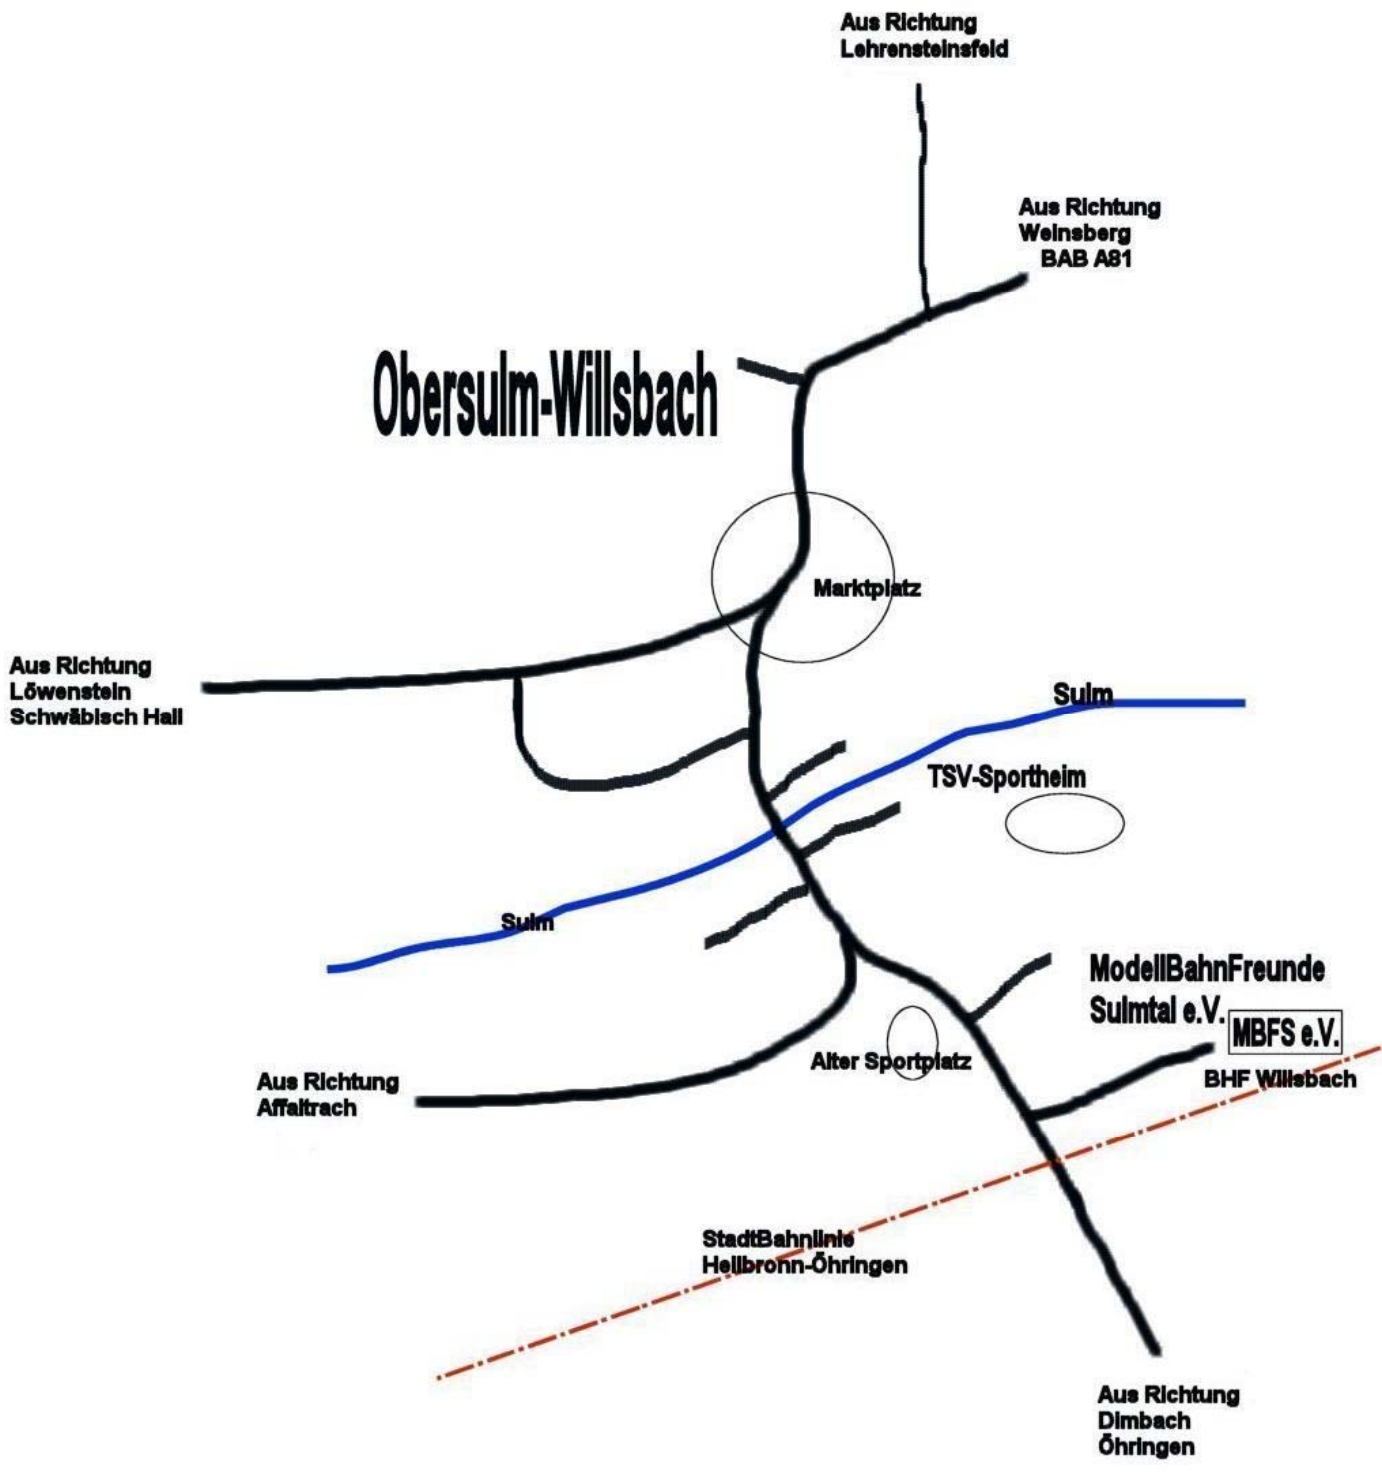 Aus Richtung
Lehrensteinsfeld
Aus Richtung
Weinsberg
BAB A81
Obersulm-Willsbach
Marktplatz
Aus Richtung
Löwenstein
Schwäbisch Hall
Sulm
TSV-Sportheim
Sulm
ModellBahnFreunde
Sulmtal e.V.
MBFS e.V.
BHF Willsbach
Alter Sportplatz
Aus Richtung
Affaltrach
StadtBahnlinie
Heilbronn-Öhringen
Aus Richtung
Dimbach
Öhringen